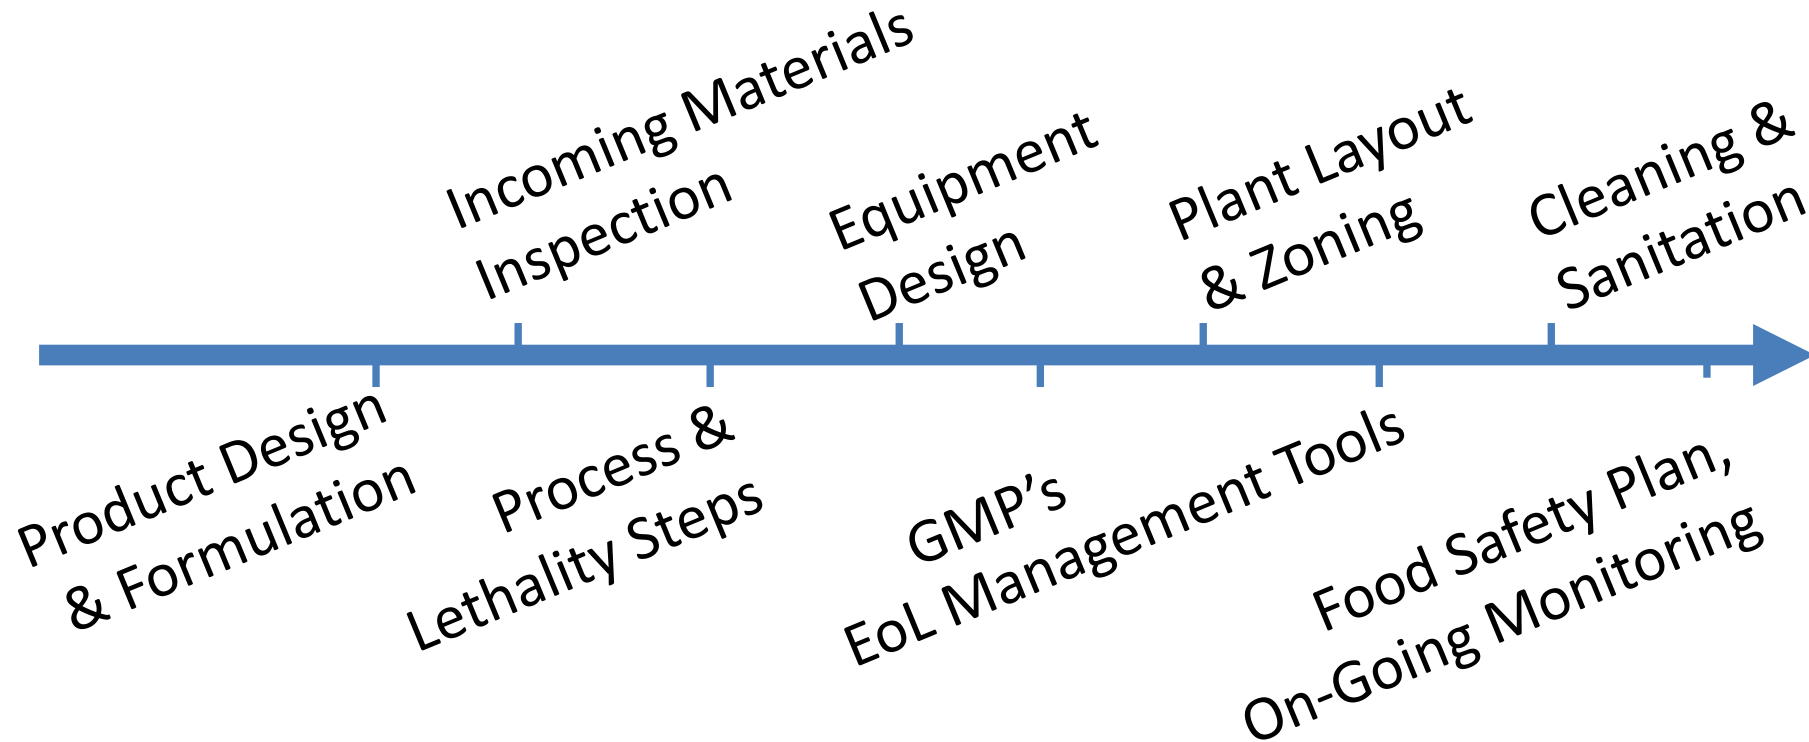 Incoming Materials
Inspection
Equipment
Design
Plant Layout
& Zoning
Cleaning &
Sanitation
Product Design
& Formulation
Process &
Lethality Steps
GMP’s
EoL Management Tools
Food Safety Plan,
On-Going Monitoring